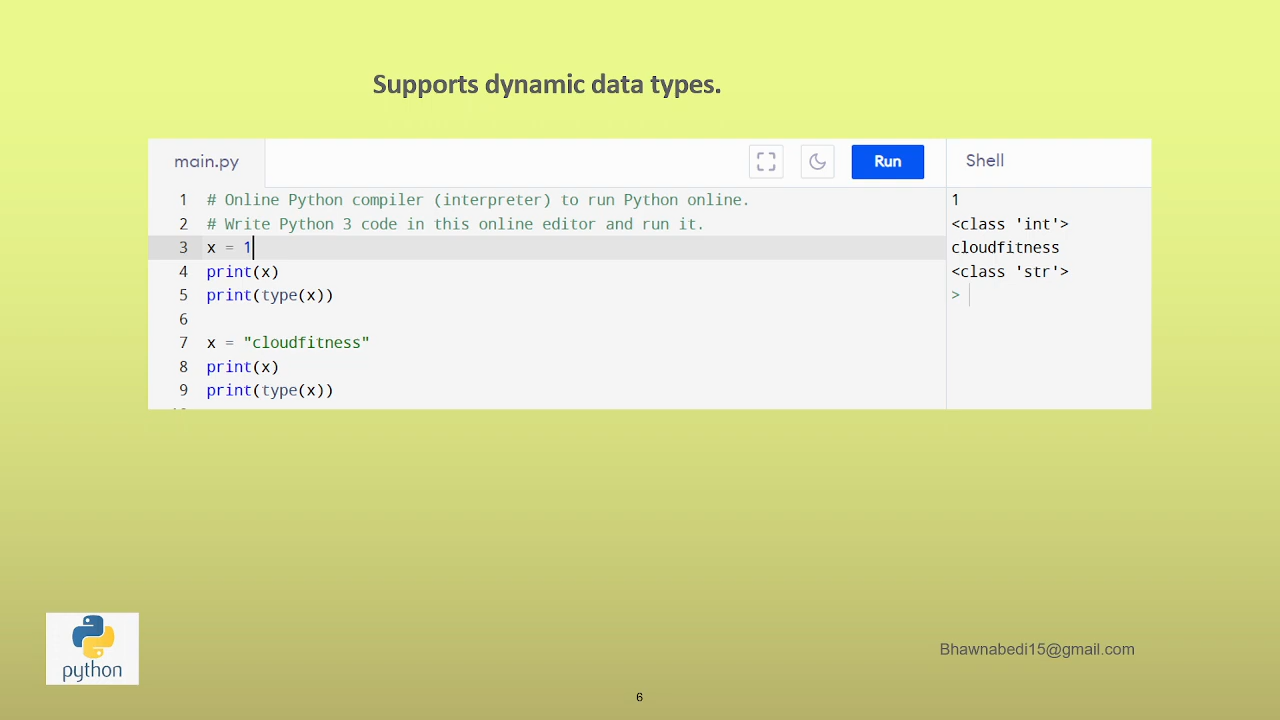 Supports dynamic data types.
main.py
Run
Shell
1 # Online Python compiler (interpreter) to run Python online.
2 # Write Python 3 code in this online editor and run it.
3 x = 1
4 print(x)
5 print(type(x))
6
7 x = "cloudfitness"
8 print(x)
9 print(type(x))
1
<class 'int'>
cloudfitness
<class 'str'>
>
python
Bhawnabedi15@gmail.com
6